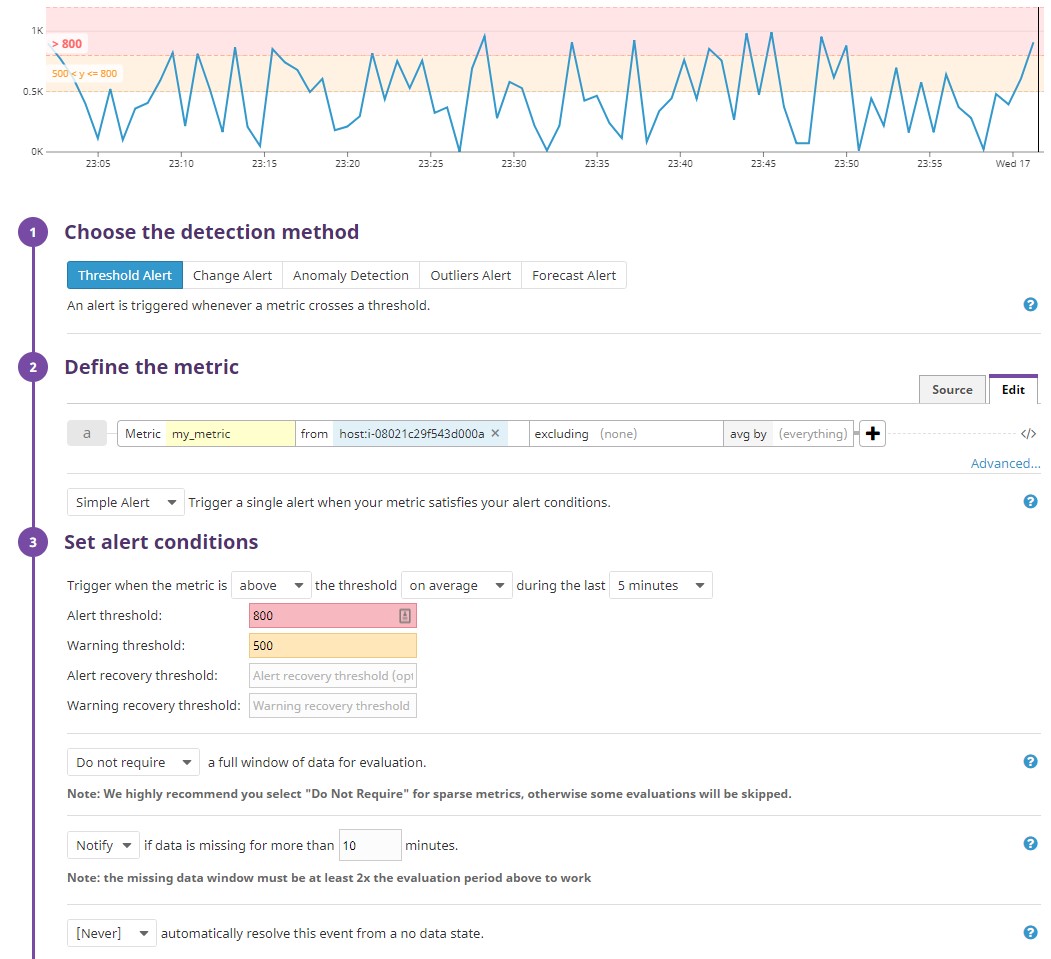 1K
> 800
500 < y <= 800
0.5K
0K
23:05 23:10 23:15 23:20 23:25 23:30 23:35 23:40 23:45 23:50 23:55 Wed 17
1 Choose the detection method
Threshold Alert Change Alert Anomaly Detection Outliers Alert Forecast Alert
An alert is triggered whenever a metric crosses a threshold. ?
2 Define the metric
Source Edit
a Metric my_metric from host:i-08021c29f543d000a × excluding (none) avg by (everything) + </>
Advanced...
Simple Alert Trigger a single alert when your metric satisfies your alert conditions. ?
3 Set alert conditions
Trigger when the metric is above the threshold on average during the last 5 minutes
Alert threshold: 800
Warning threshold: 500
Alert recovery threshold: Alert recovery threshold (opt
Warning recovery threshold: Warning recovery threshold
Do not require a full window of data for evaluation. ?
Note: We highly recommend you select "Do Not Require" for sparse metrics, otherwise some evaluations will be skipped.
Notify if data is missing for more than 10 minutes. ?
Note: the missing data window must be at least 2x the evaluation period above to work
[Never] automatically resolve this event from a no data state. ?